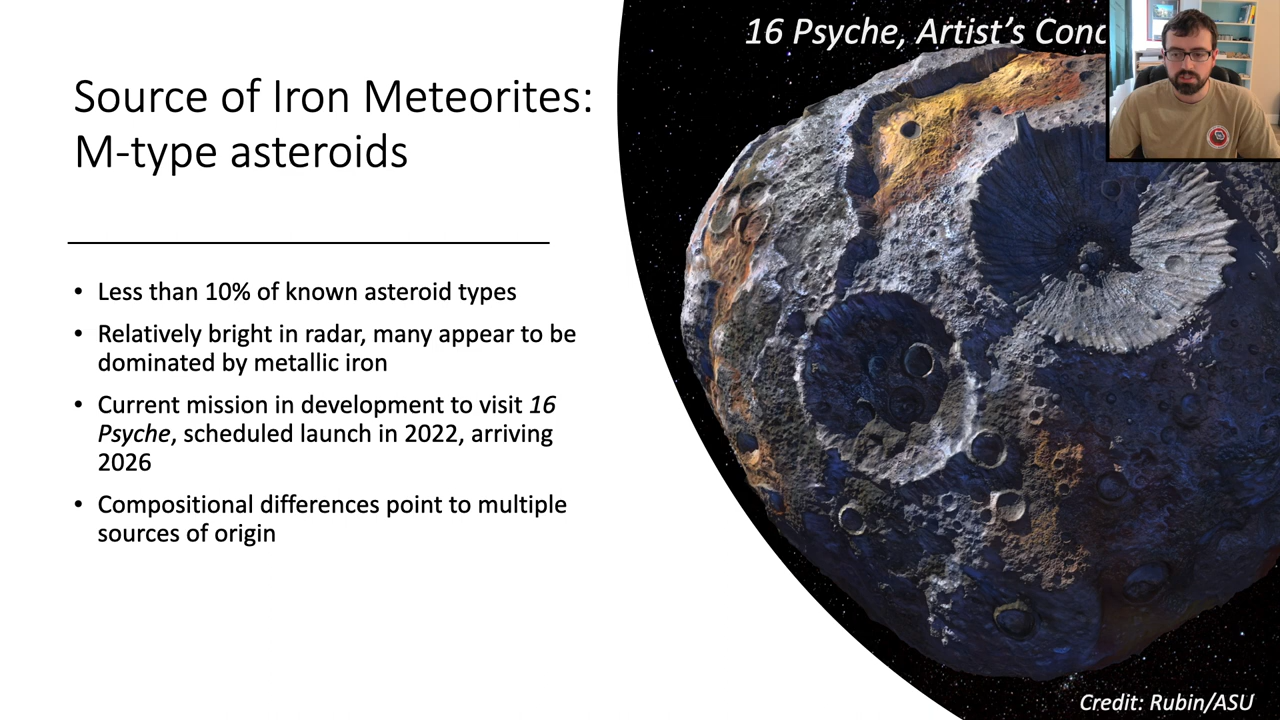 16 Psyche, Artist's Conc
Source of Iron Meteorites:
M-type asteroids
• Less than 10% of known asteroid types
• Relatively bright in radar, many appear to be
dominated by metallic iron
• Current mission in development to visit 16
Psyche, scheduled launch in 2022, arriving
2026
• Compositional differences point to multiple
sources of origin
Credit: Rubin/ASU